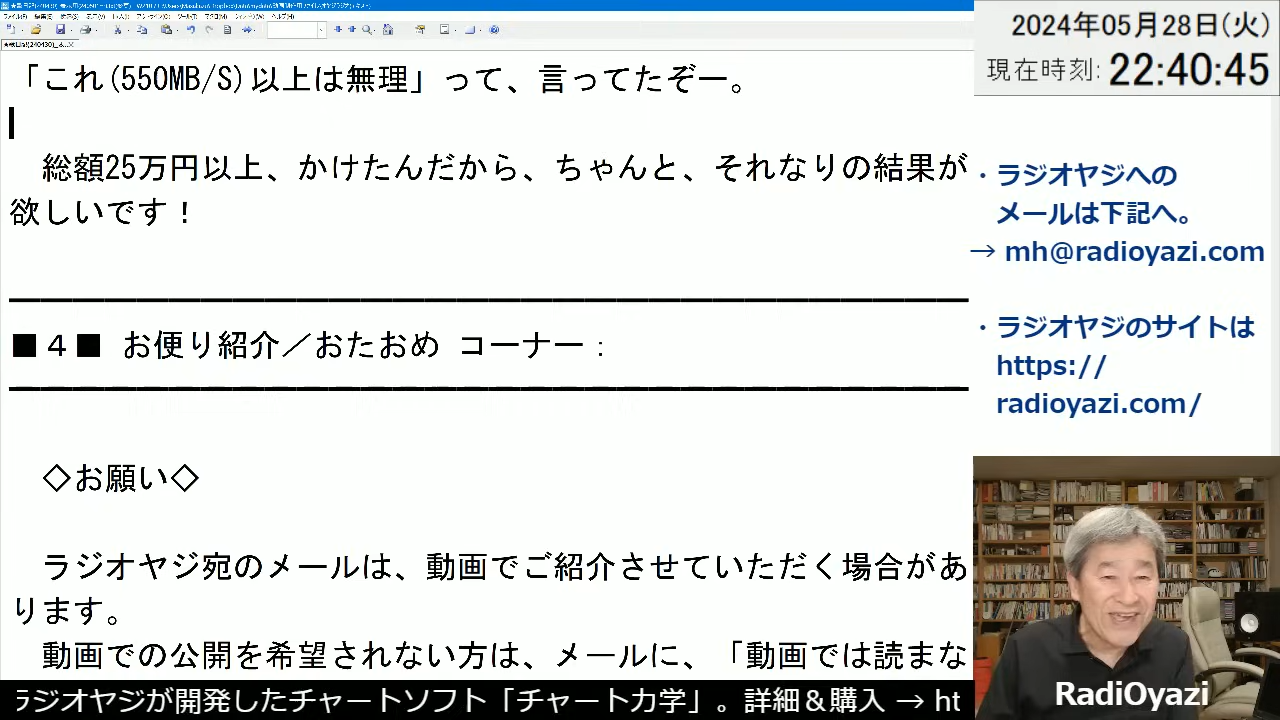 「これ(550MB/S)以上は無理」って、言ってたぞー。
総額25万円以上、かけたんだから、ちゃんと、それなりの結果が
欲しいです！
■４■ お便り紹介／おたおめ コーナー：
◇お願い◇
ラジオヤジ宛のメールは、動画でご紹介させていただく場合があ
ります。
動画での公開を希望されない方は、メールに、「動画では読まな
2024年05月28日(火)
現在時刻: 22:40:45
・ラジオヤジへの
メールは下記へ。
→ mh@radioyazi.com
・ラジオヤジのサイトは
https://
radioyazi.com/
RadiOyazi
ラジオヤジが開発したチャートソフト「チャート力学」。詳細＆購入 → ht